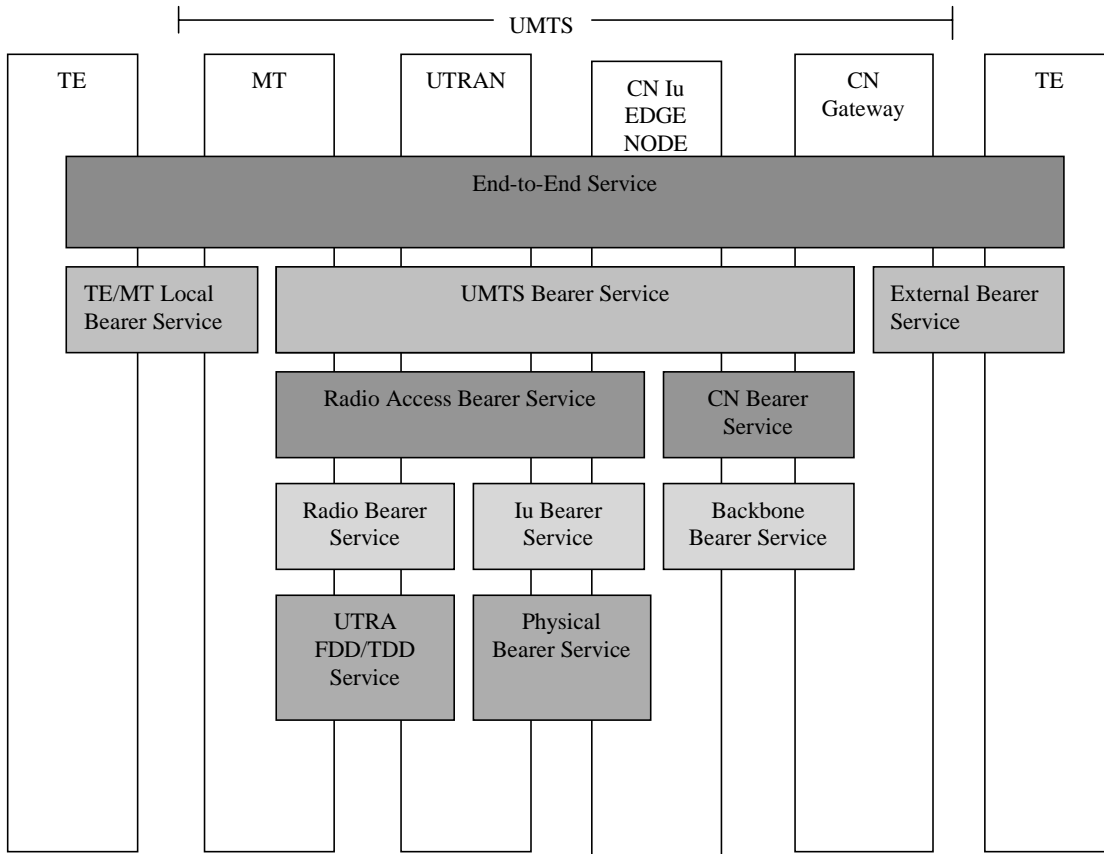 UMTS
TE
MT
UTRAN
CN Iu
EDGE
NODE
CN
Gateway
TE
End-to-End Service
TE/MT Local
Bearer Service
UMTS Bearer Service
External Bearer
Service
Radio Access Bearer Service
CN Bearer
Service
Radio Bearer
Service
Iu Bearer
Service
Backbone
Bearer Service
UTRA
FDD/TDD
Service
Physical
Bearer Service